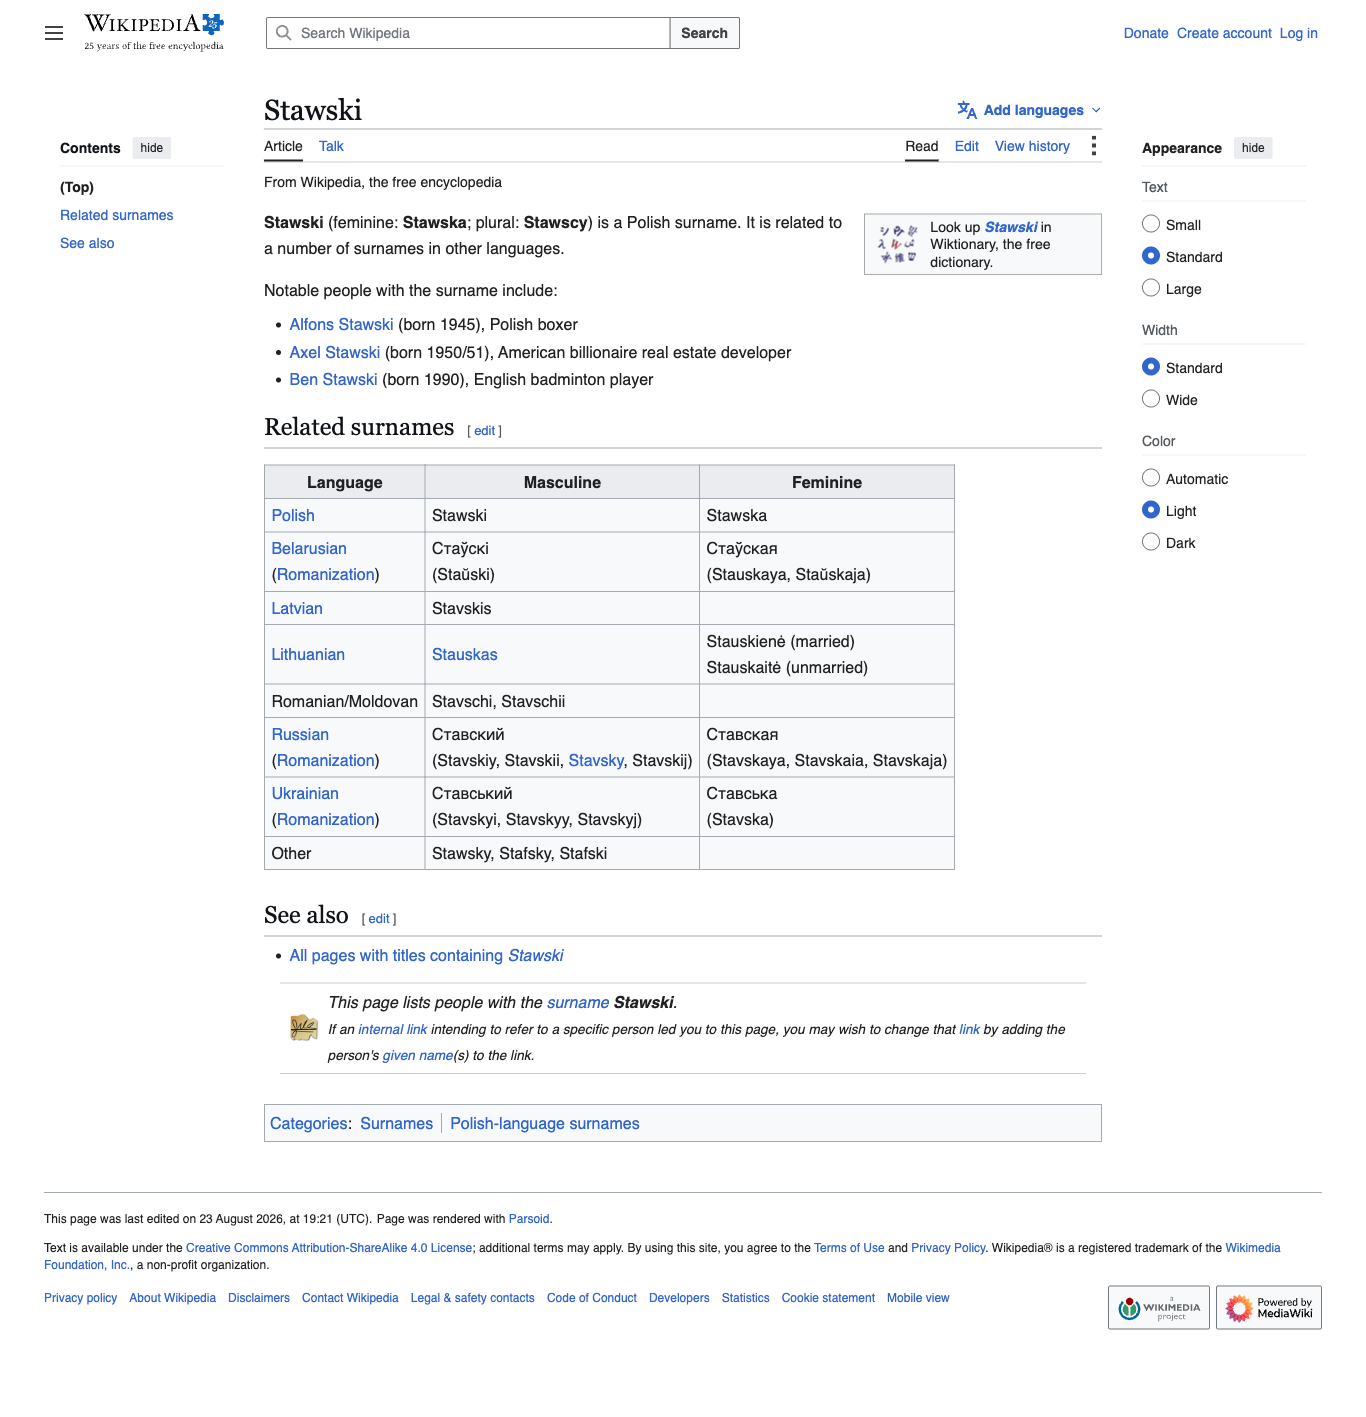 WIKIPEDIA 25
25 years of the free encyclopedia
Search Wikipedia
Search
Donate Create account Log in
Contents hide
(Top)
Related surnames
See also
Stawski
Add languages
Article Talk
Read Edit View history
From Wikipedia, the free encyclopedia
Stawski (feminine: Stawska; plural: Stawscy) is a Polish surname. It is related to
a number of surnames in other languages.
Look up Stawski in
Wiktionary, the free
dictionary.
Notable people with the surname include:
• Alfons Stawski (born 1945), Polish boxer
• Axel Stawski (born 1950/51), American billionaire real estate developer
• Ben Stawski (born 1990), English badminton player
Related surnames [ edit ]
Language Masculine Feminine
Polish Stawski Stawska
Belarusian Стаўскі Стаўская
(Romanization) (Staŭski) (Stauskaya, Staŭskaja)
Latvian Stavskis
Lithuanian Stauskas Stauskienė (married)
Stauskaitė (unmarried)
Romanian/Moldovan Stavschi, Stavschii
Russian Ставский Ставская
(Romanization) (Stavskiy, Stavskii, Stavsky, Stavskij) (Stavskaya, Stavskaia, Stavskaja)
Ukrainian Ставський Ставська
(Romanization) (Stavskyi, Stavskyy, Stavskyj) (Stavska)
Other Stawsky, Stafsky, Stafski
See also [ edit ]
• All pages with titles containing Stawski
This page lists people with the surname Stawski.
If an internal link intending to refer to a specific person led you to this page, you may wish to change that link by adding the
person's given name(s) to the link.
Categories: Surnames Polish-language surnames
Appearance hide
Text
Small
Standard
Large
Width
Standard
Wide
Color
Automatic
Light
Dark
This page was last edited on 23 August 2026, at 19:21 (UTC). Page was rendered with Parsoid.
Text is available under the Creative Commons Attribution-ShareAlike 4.0 License; additional terms may apply. By using this site, you agree to the Terms of Use and Privacy Policy. Wikipedia® is a registered trademark of the Wikimedia
Foundation, Inc., a non-profit organization.
Privacy policy About Wikipedia Disclaimers Contact Wikipedia Legal & safety contacts Code of Conduct Developers Statistics Cookie statement Mobile view
a
WIKIMEDIA
project
Powered by
MediaWiki